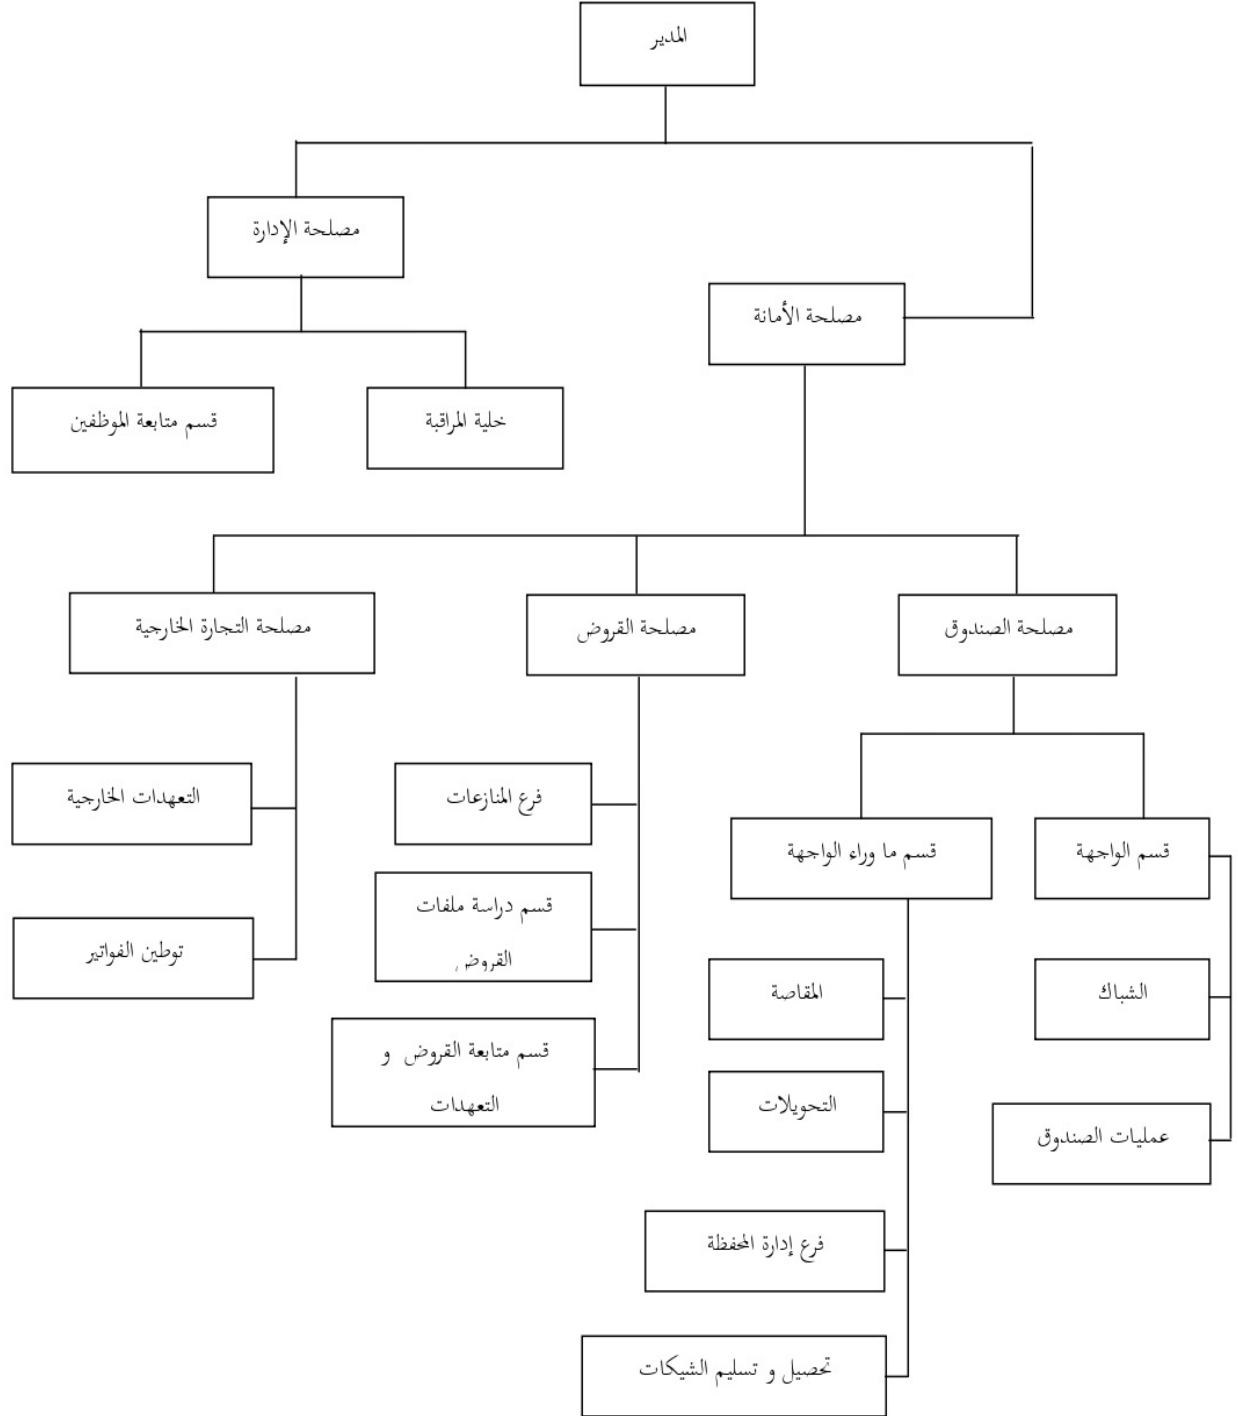 المدير
مصلحة الإدارة
مصلحة الأمانة
خلية المراقبة
قسم متابعة الموظفين
مصلحة الصندوق
مصلحة القروض
مصلحة التجارة الخارجية
قسم الواجهة
قسم ما وراء الواجهة
فرع المنازعات
التعهدات الخارجية
قسم دراسة ملفات
القروض
توطين الفواتير
الشباك
المقاصة
قسم متابعة القروض و
التعهدات
التحويلات
عمليات الصندوق
فرع إدارة المحفظة
تحصيل و تسليم الشيكات